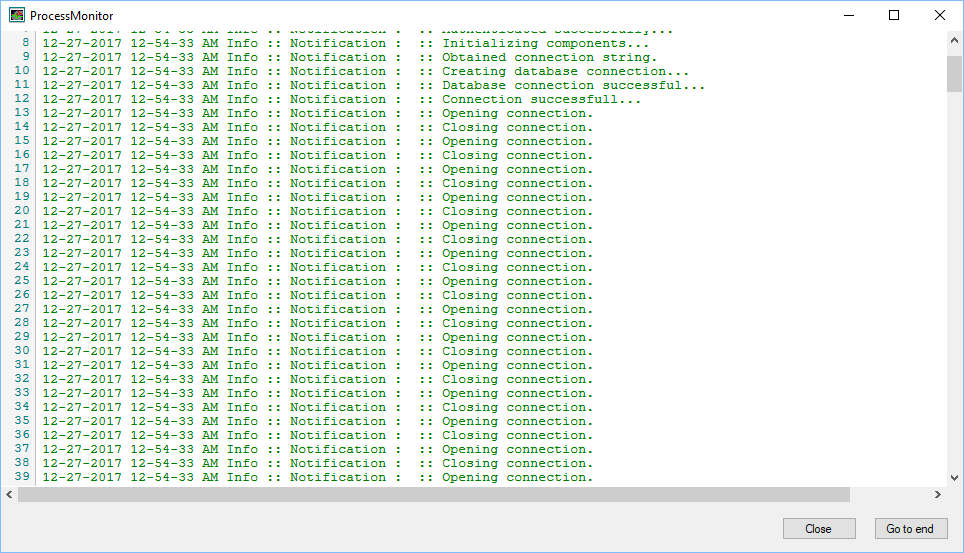 ProcessMonitor
12-27-2017 12-54-33 AM Info :: Notification :  :: Authenticated successfully...
8 12-27-2017 12-54-33 AM Info :: Notification :  :: Initializing components...
9 12-27-2017 12-54-33 AM Info :: Notification :  :: Obtained connection string.
10 12-27-2017 12-54-33 AM Info :: Notification :  :: Creating database connection...
11 12-27-2017 12-54-33 AM Info :: Notification :  :: Database connection successful...
12 12-27-2017 12-54-33 AM Info :: Notification :  :: Connection successfull...
13 12-27-2017 12-54-33 AM Info :: Notification :  :: Opening connection.
14 12-27-2017 12-54-33 AM Info :: Notification :  :: Closing connection.
15 12-27-2017 12-54-33 AM Info :: Notification :  :: Opening connection.
16 12-27-2017 12-54-33 AM Info :: Notification :  :: Closing connection.
17 12-27-2017 12-54-33 AM Info :: Notification :  :: Opening connection.
18 12-27-2017 12-54-33 AM Info :: Notification :  :: Closing connection.
19 12-27-2017 12-54-33 AM Info :: Notification :  :: Opening connection.
20 12-27-2017 12-54-33 AM Info :: Notification :  :: Closing connection.
21 12-27-2017 12-54-33 AM Info :: Notification :  :: Opening connection.
22 12-27-2017 12-54-33 AM Info :: Notification :  :: Closing connection.
23 12-27-2017 12-54-33 AM Info :: Notification :  :: Opening connection.
24 12-27-2017 12-54-33 AM Info :: Notification :  :: Closing connection.
25 12-27-2017 12-54-33 AM Info :: Notification :  :: Opening connection.
26 12-27-2017 12-54-33 AM Info :: Notification :  :: Closing connection.
27 12-27-2017 12-54-33 AM Info :: Notification :  :: Opening connection.
28 12-27-2017 12-54-33 AM Info :: Notification :  :: Closing connection.
29 12-27-2017 12-54-33 AM Info :: Notification :  :: Opening connection.
30 12-27-2017 12-54-33 AM Info :: Notification :  :: Closing connection.
31 12-27-2017 12-54-33 AM Info :: Notification :  :: Opening connection.
32 12-27-2017 12-54-33 AM Info :: Notification :  :: Closing connection.
33 12-27-2017 12-54-33 AM Info :: Notification :  :: Opening connection.
34 12-27-2017 12-54-33 AM Info :: Notification :  :: Closing connection.
35 12-27-2017 12-54-33 AM Info :: Notification :  :: Opening connection.
36 12-27-2017 12-54-33 AM Info :: Notification :  :: Closing connection.
37 12-27-2017 12-54-33 AM Info :: Notification :  :: Opening connection.
38 12-27-2017 12-54-33 AM Info :: Notification :  :: Closing connection.
39 12-27-2017 12-54-33 AM Info :: Notification :  :: Opening connection.
Close
Go to end